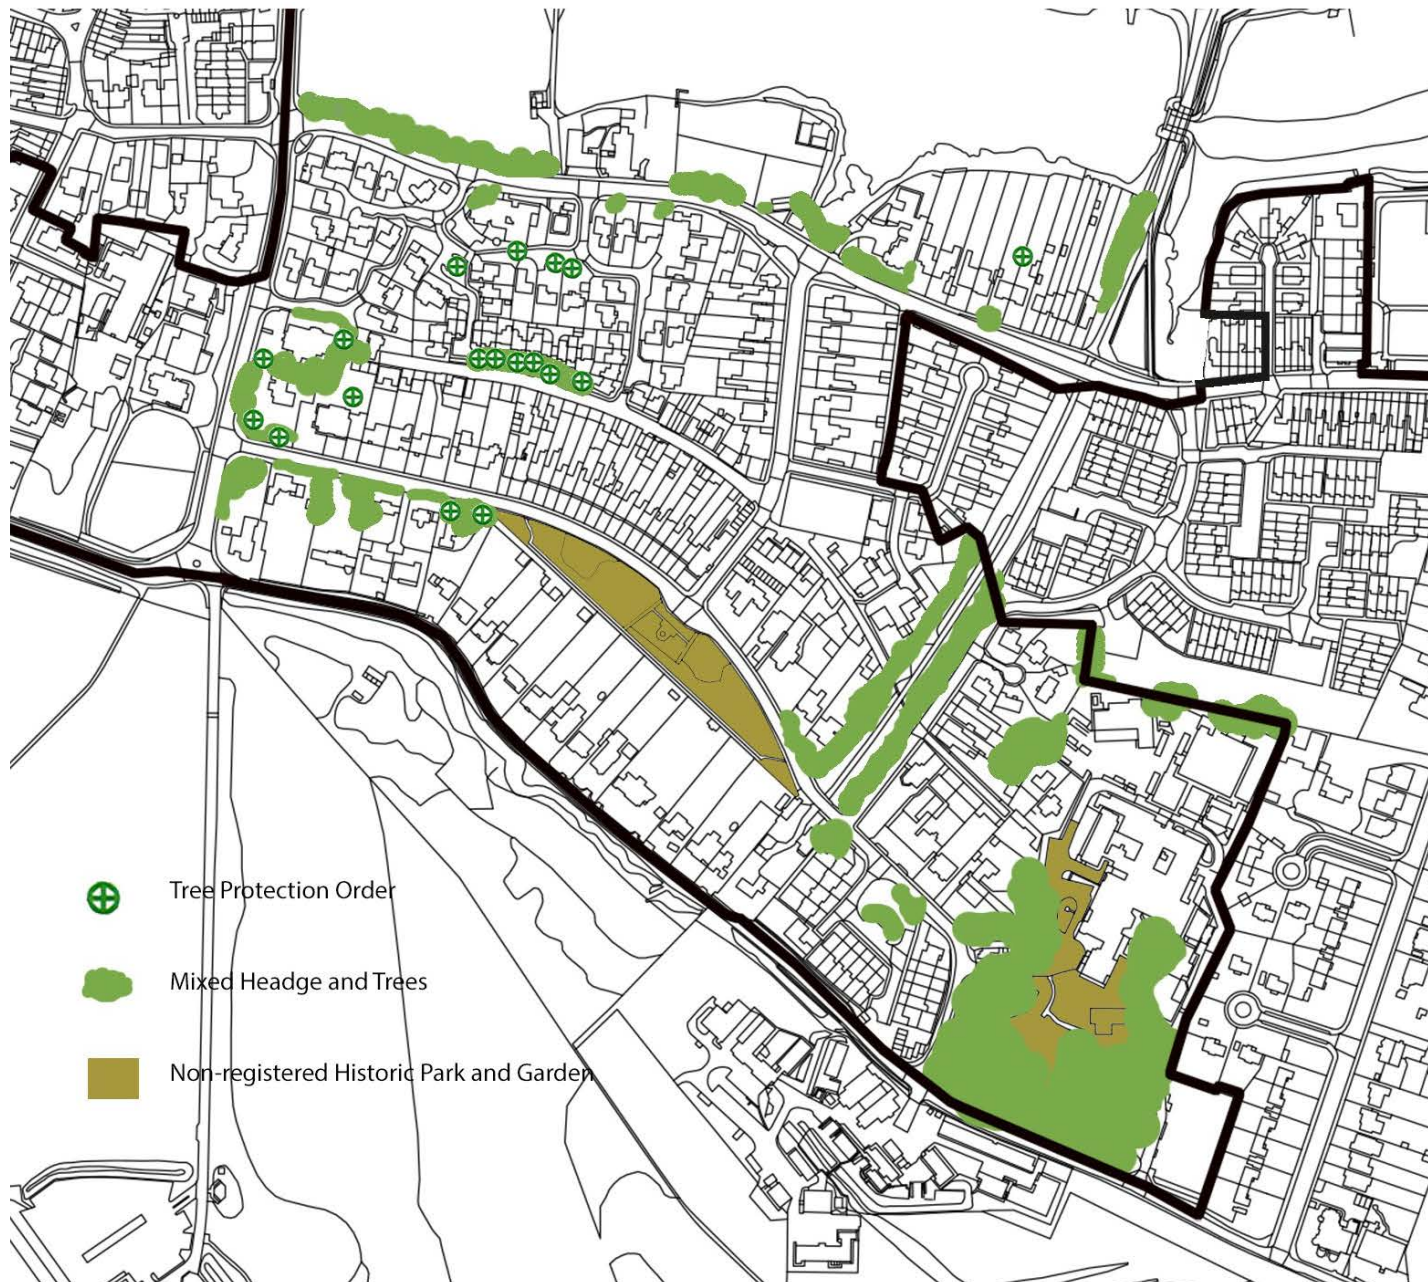 Tree Protection Order
Mixed Headge and Trees
Non-registered Historic Park and Garden